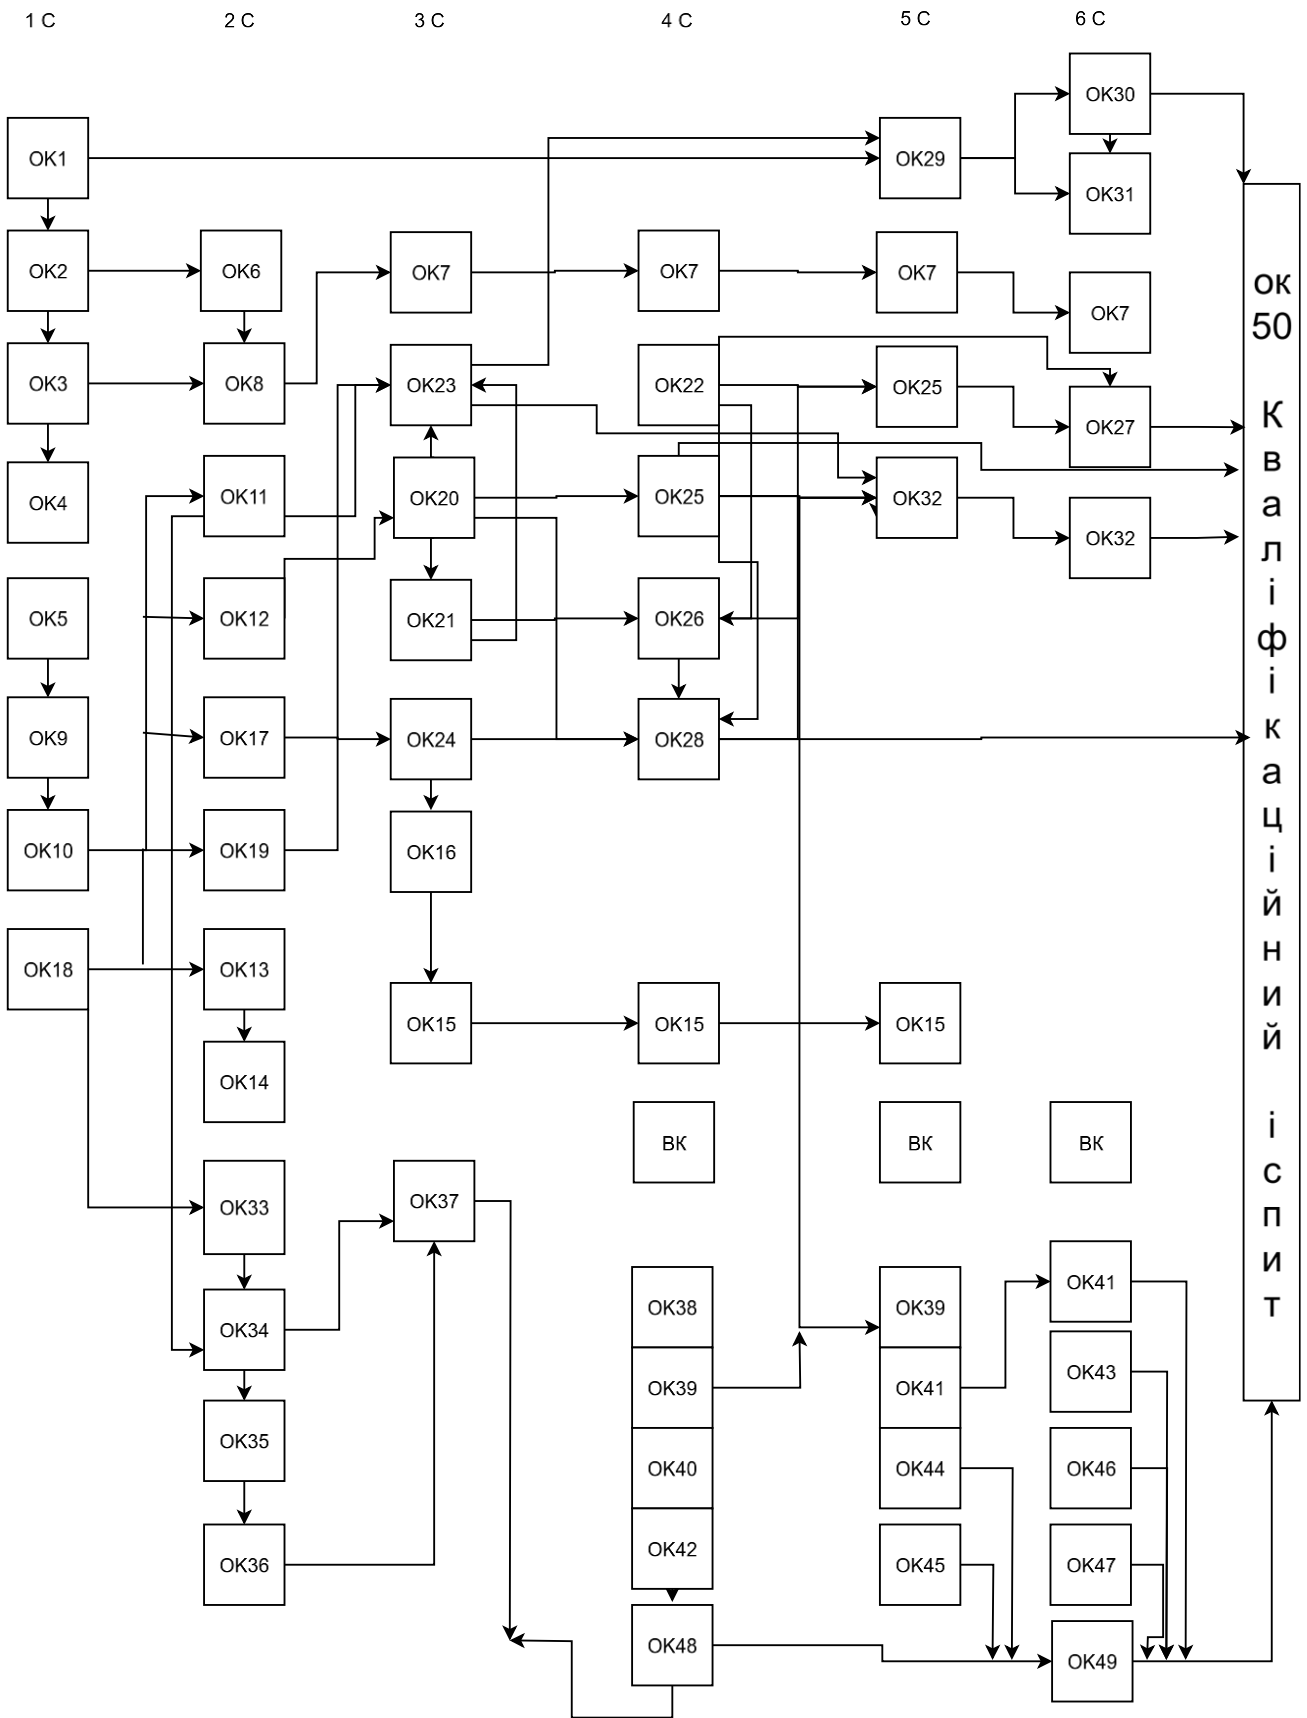 1 С
2 С
3 С
4 С
5 С
6 С
ОК30
ОК1
ОК29
ОК31
ОК2
ОК6
ОК7
ОК7
ОК7
ОК7
ОК3
ОК8
ОК23
ОК22
ОК25
ОК27
ОК4
ОК11
ОК20
ОК25
ОК32
ОК32
ОК5
ОК12
ОК21
ОК26
ОК9
ОК17
ОК24
ОК28
ОК10
ОК19
ОК16
ОК18
ОК13
ОК15
ОК15
ОК15
ОК14
ВК
ВК
ВК
ОК33
ОК37
ОК34
ОК38
ОК39
ОК41
ОК39
ОК41
ОК43
ОК35
ОК40
ОК44
ОК46
ОК36
ОК42
ОК45
ОК47
ОК48
ОК49
ок
50
К
в
а
л
і
ф
і
к
а
ц
і
й
н
и
й
і
с
п
и
т